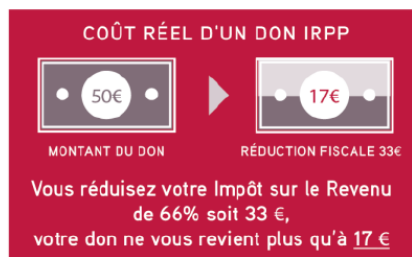 COÛT RÉEL D'UN DON IRPP
50€
17€
MONTANT DU DON
RÉDUCTION FISCALE 33€
Vous réduisez votre Impôt sur le Revenu
de 66% soit 33 €,
votre don ne vous revient plus qu'à 17 €